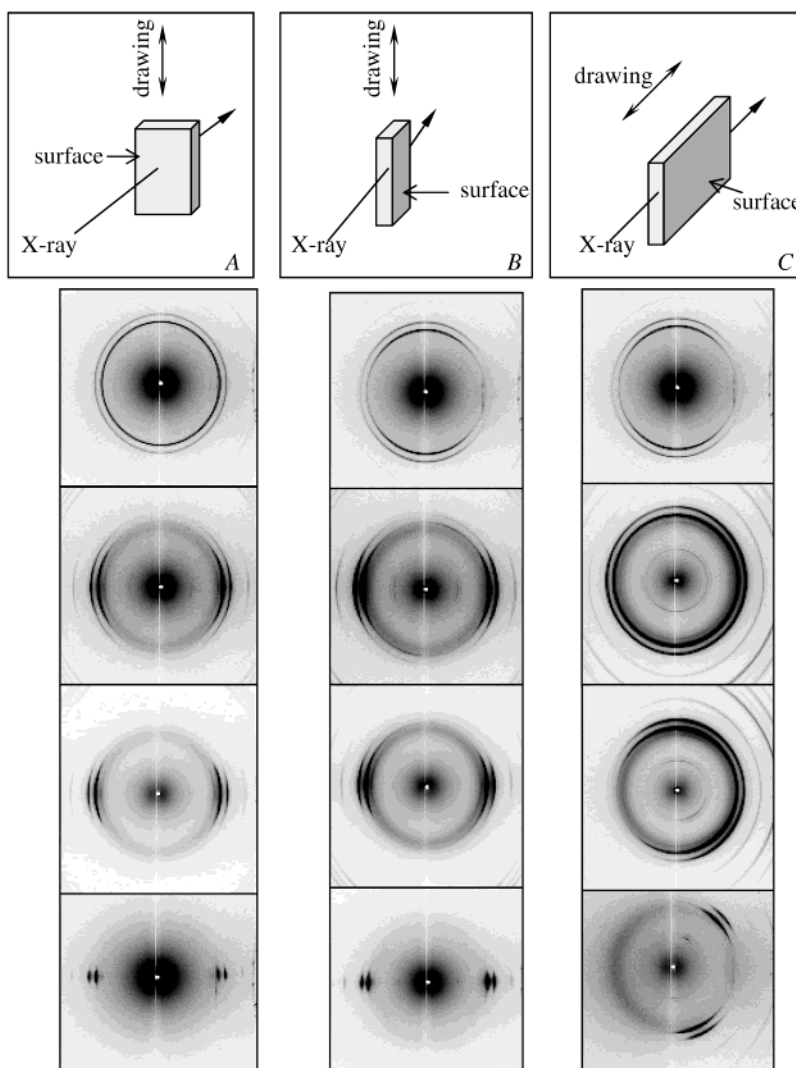 drawing
surface
X-ray
A
drawing
surface
X-ray
B
drawing
surface
X-ray
C